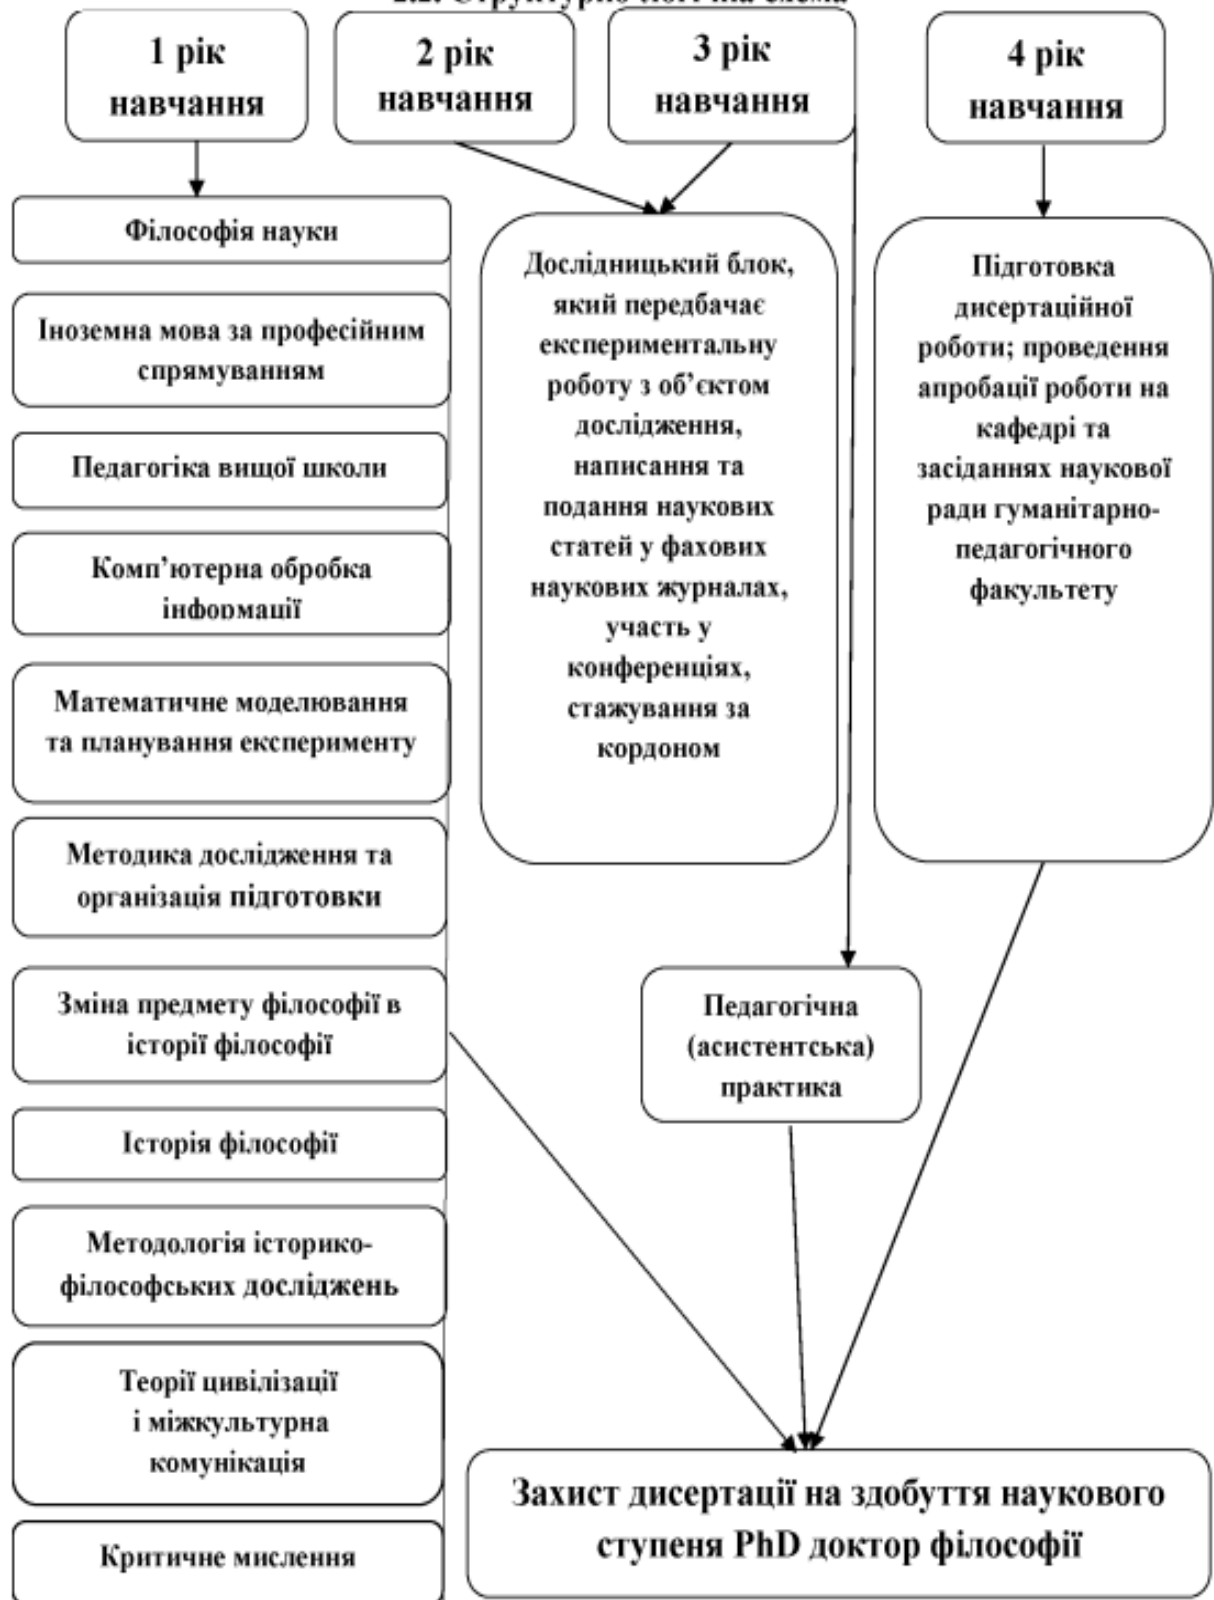 2.2. Структурно-логічна схема
1 рік
навчання
2 рік
навчання
3 рік
навчання
4 рік
навчання
Філософія науки
Іноземна мова за професійним
спрямуванням
Педагогіка вищої школи
Комп’ютерна обробка
інформації
Математичне моделювання
та планування експерименту
Методика дослідження та
організація підготовки
Зміна предмету філософії в
історії філософії
Історія філософії
Методологія історико-
філософських досліджень
Теорії цивілізації
і міжкультурна
комунікація
Критичне мислення
Дослідницький блок,
який передбачає
експериментальну
роботу з об’єктом
дослідження,
написання та
подання наукових
статей у фахових
наукових журналах,
участь у
конференціях,
стажування за
кордоном
Підготовка
дисертаційної
роботи; проведення
апробації роботи на
кафедрі та
засіданнях наукової
ради гуманітарно-
педагогічного
факультету
Педагогічна
(асистентська)
практика
Захист дисертації на здобуття наукового
ступеня PhD доктор філософії